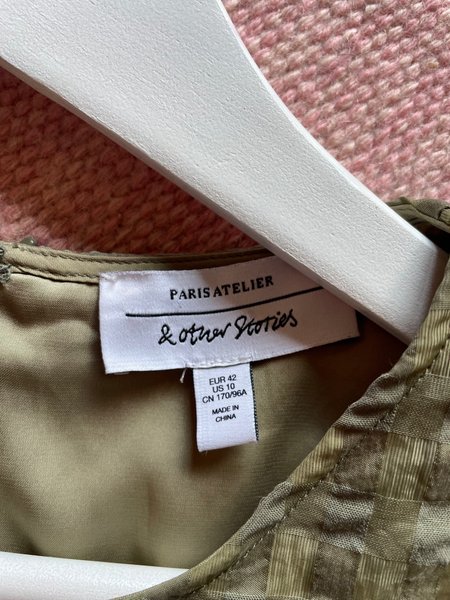 PARIS ATELIER
& other Stories
EUR 42
US 10
CN 170/96A
MADE IN
CHINA